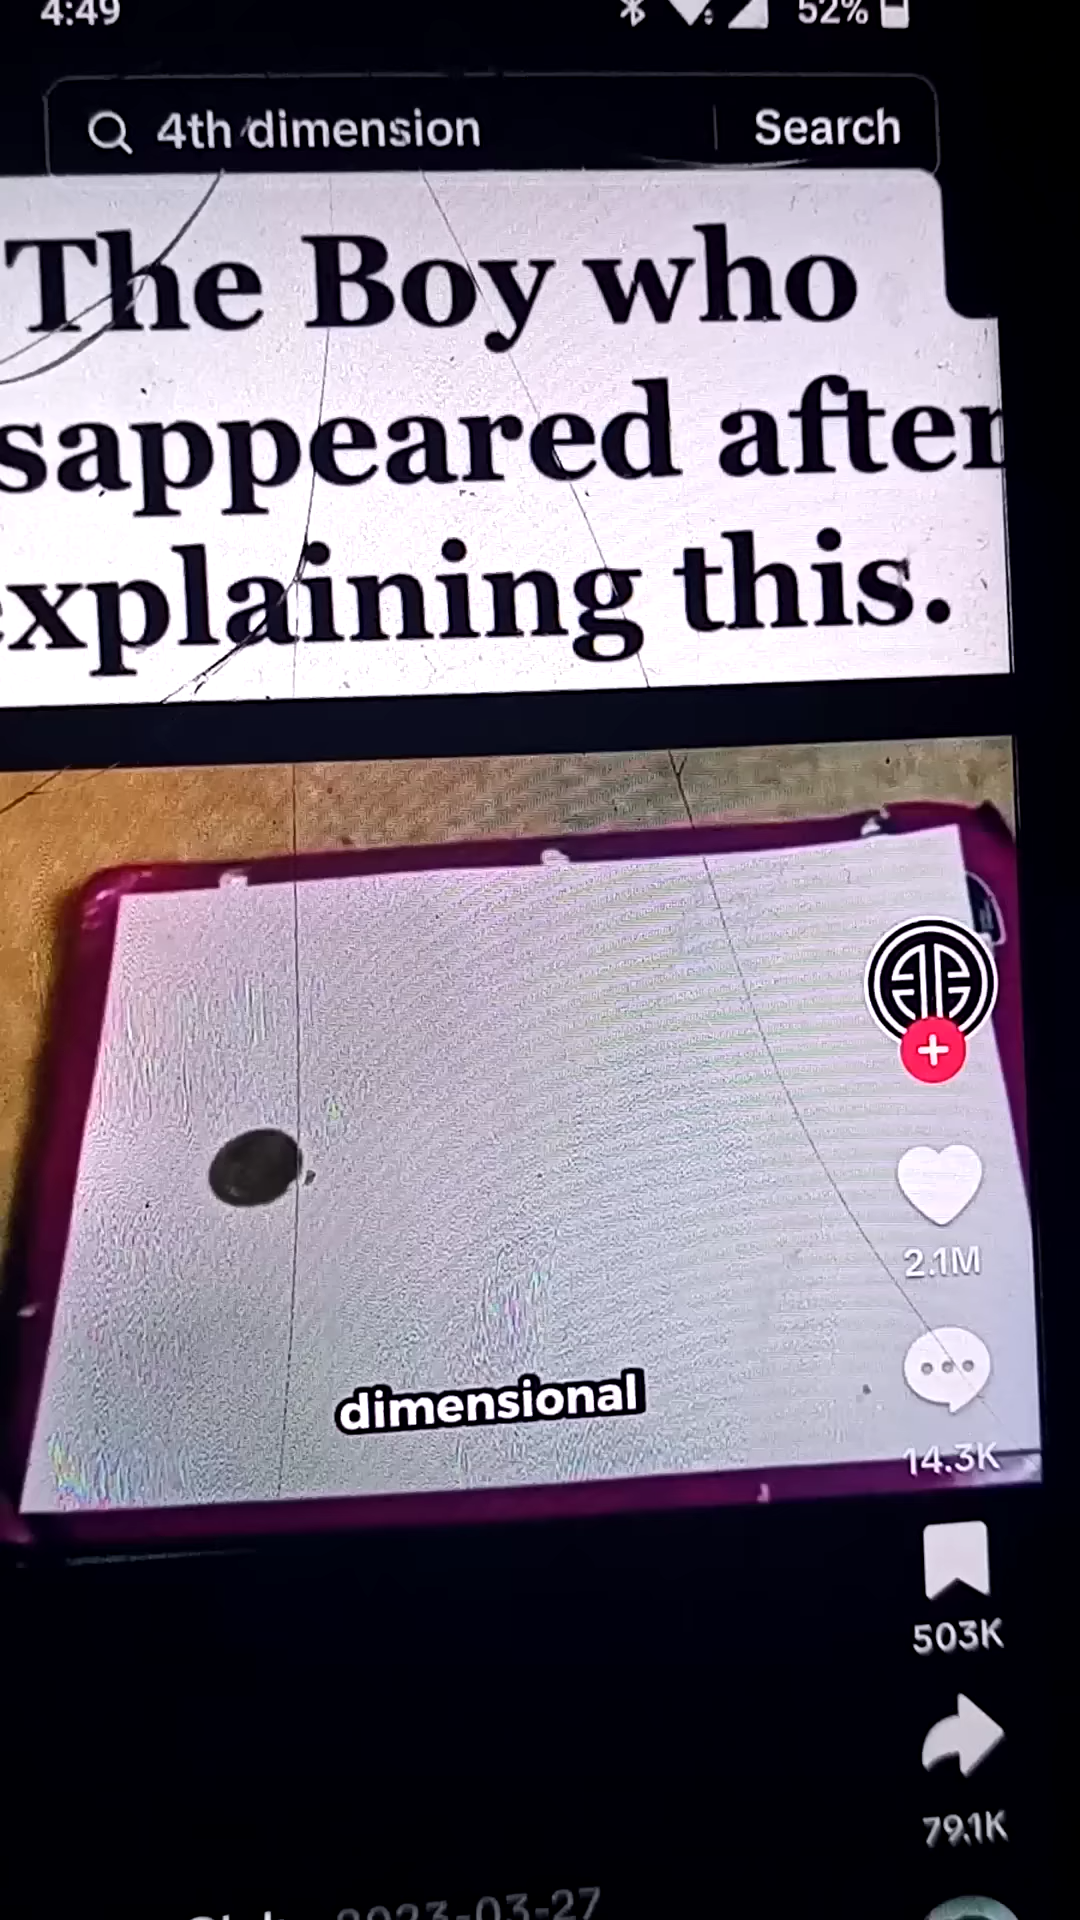 4:49
52%
4th dimension
Search
The Boy who
sappeared after
explaining this.
dimensional
2.1M
14.3K
503K
79.1K
2023-03-27